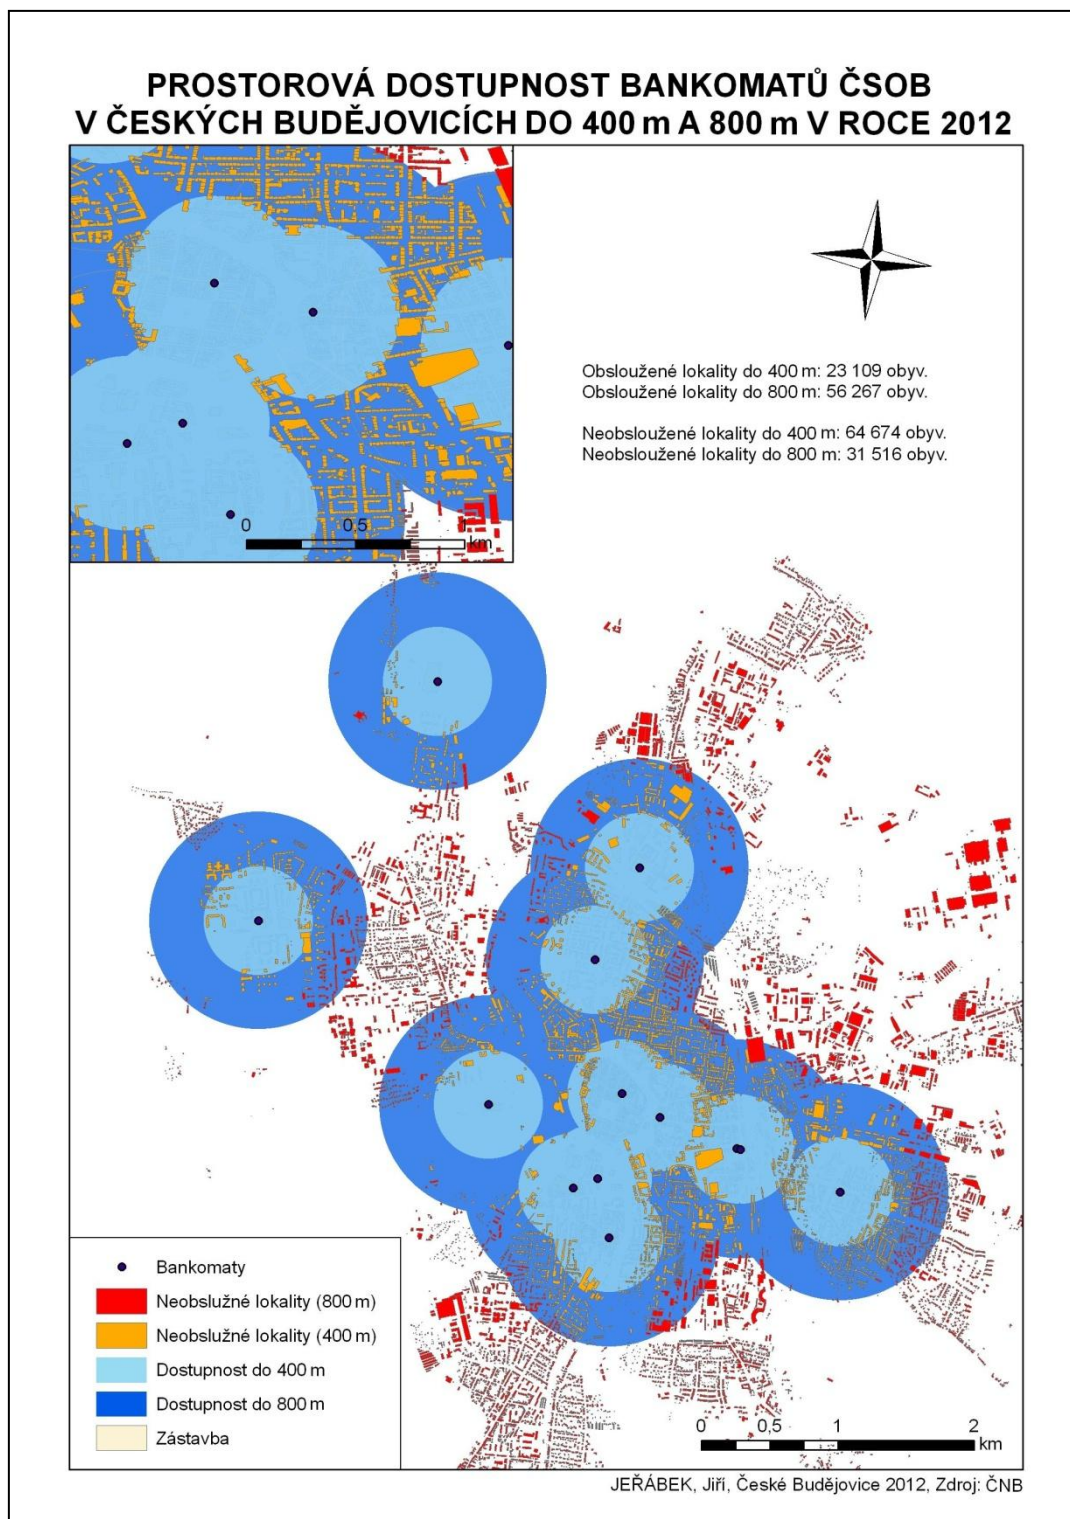 PROSTOROVÁ DOSTUPNOST BANKOMATŮ ČSOB
V ČESKÝCH BUDĚJOVICÍCH DO 400 m A 800 m V ROCE 2012
Obsloužené lokality do 400 m: 23 109 obyv.
Obsloužené lokality do 800 m: 56 267 obyv.
Neobsloužené lokality do 400 m: 64 674 obyv.
Neobsloužené lokality do 800 m: 31 516 obyv.
0 0,5 1
km
Bankomaty
Neobslužné lokality (800 m)
Neobslužné lokality (400 m)
Dostupnost do 400 m
Dostupnost do 800 m
Zástavba
0 0,5 1 2
km
JEŘÁBEK, Jiří, České Budějovice 2012, Zdroj: ČNB